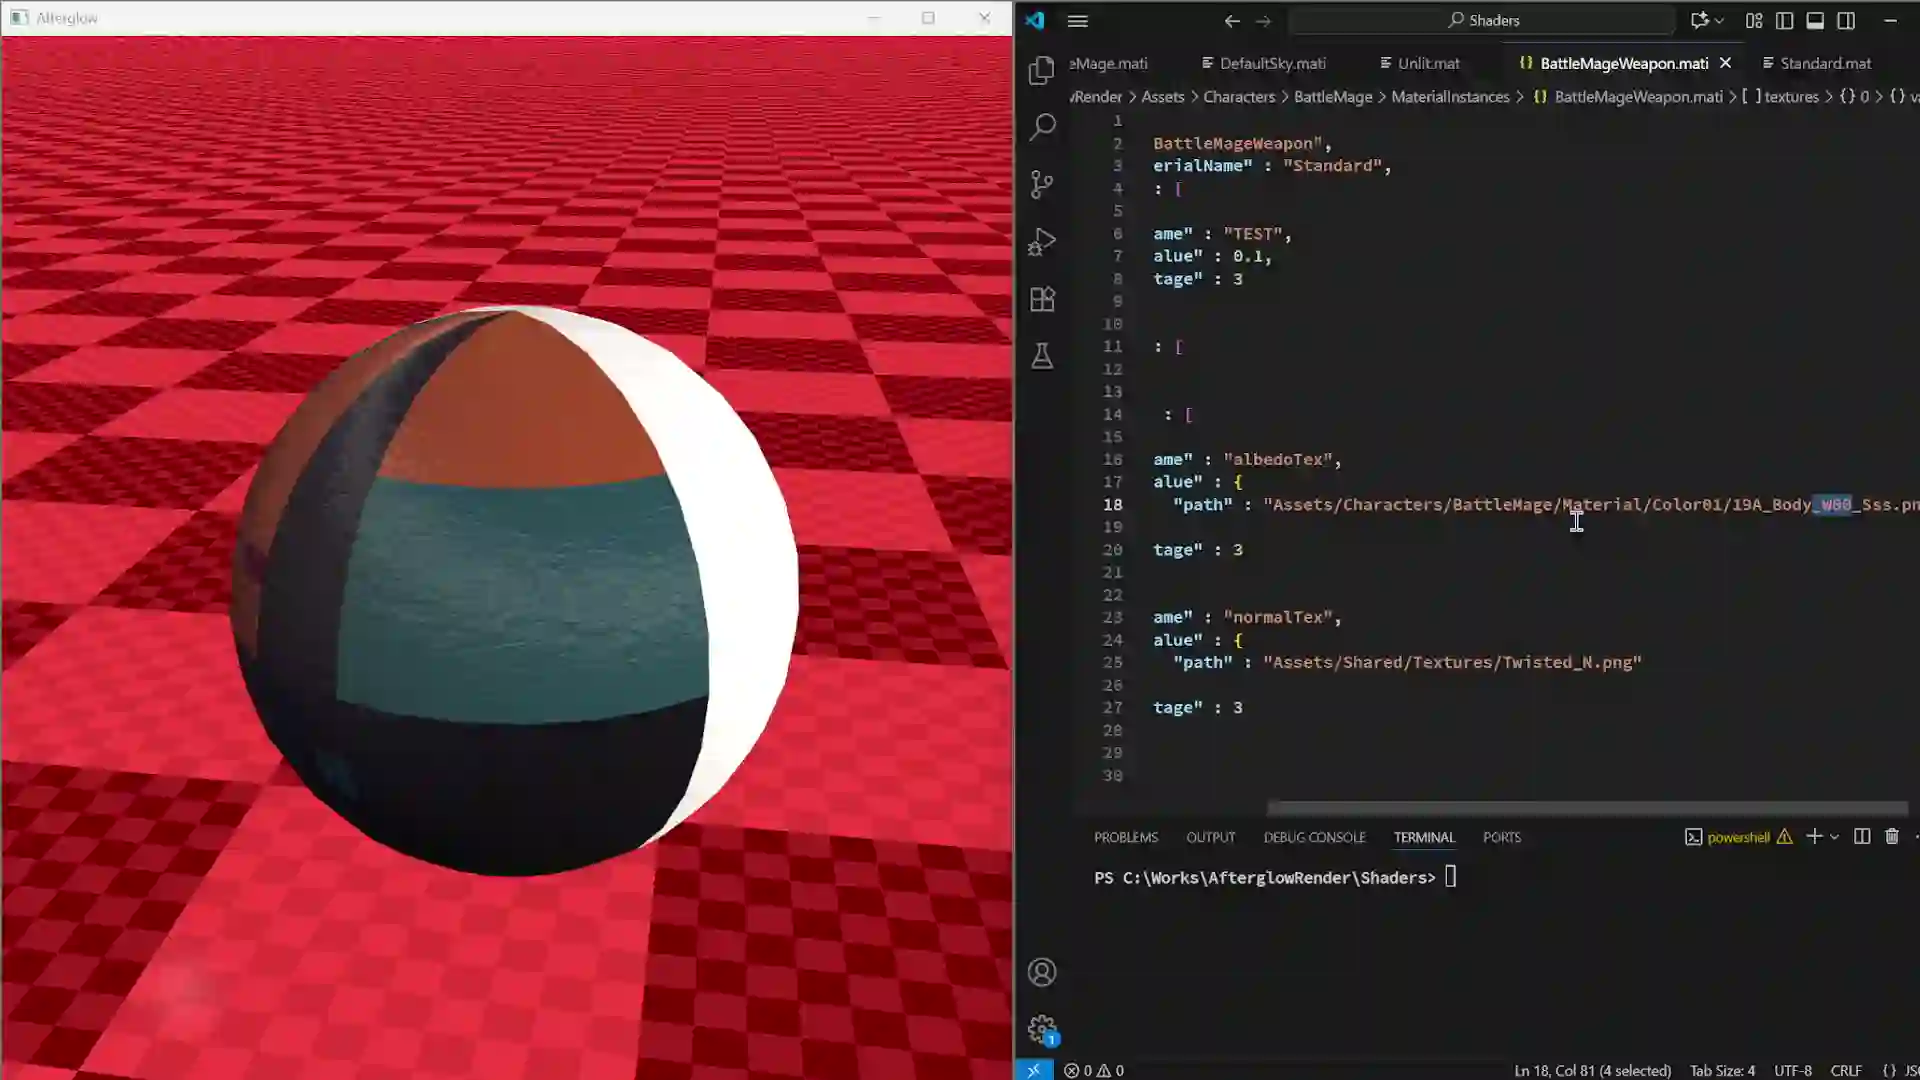 Afterglow
Shaders
eMage.mati
DefaultSky.mati
Unlit.mat
BattleMageWeapon.mati
Standard.mat
vRender > Assets > Characters > BattleMage > MaterialInstances > {} BattleMageWeapon.mati > [ ] textures > {} 0 > {} va
1
2 BattleMageWeapon",
3 erialName" : "Standard",
4 : [
5
6 ame" : "TEST",
7 alue" : 0.1,
8 tage" : 3
9
10
11 : [
12
13
14 : [
15
16 ame" : "albedoTex",
17 alue" : {
18 "path" : "Assets/Characters/BattleMage/Material/Color01/19A_Body_W00_Sss.pn
19
20 tage" : 3
21
22
23 ame" : "normalTex",
24 alue" : {
25 "path" : "Assets/Shared/Textures/Twisted_N.png"
26
27 tage" : 3
28
29
30
PROBLEMS
OUTPUT
DEBUG CONSOLE
TERMINAL
PORTS
powershell
PS C:\Works\AfterglowRender\Shaders>
1
0 0
Ln 18, Col 81 (4 selected)
Tab Size: 4
UTF-8
CRLF
{} JS